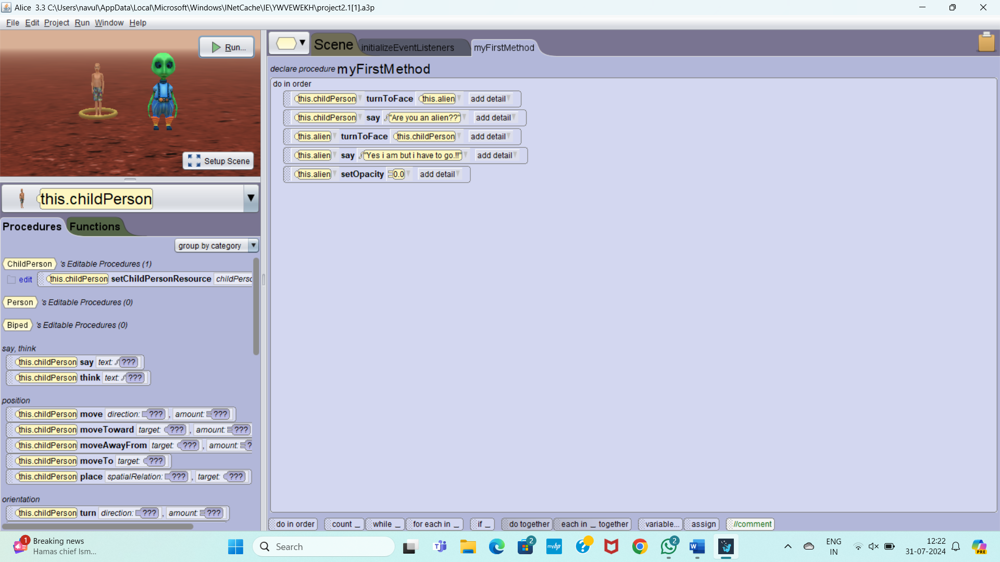 Alice 3.3 C:\Users\navul\AppData\Local\Microsoft\Windows\INetCache\IE\YWVEWEKH\project2.1[1].a3p
File Edit Project Run Window Help
Run...
Setup Scene
this.childPerson
Procedures Functions
group by category
ChildPerson 's Editable Procedures (1)
edit this.childPerson setChildPersonResource childPerso
Person 's Editable Procedures (0)
Biped 's Editable Procedures (0)
say, think
this.childPerson say text: ???
this.childPerson think text: ???
position
this.childPerson move direction: ??? , amount: ???
this.childPerson moveToward target: ??? , amount: ???
this.childPerson moveAwayFrom target: ??? , amount: ?
this.childPerson moveTo target: ???
this.childPerson place spatialRelation: ??? , target: ???
orientation
this.childPerson turn direction: ??? , amount: ???
Scene initializeEventListeners myFirstMethod
declare procedure myFirstMethod
do in order
this.childPerson turnToFace this.alien add detail
this.childPerson say "Are you an alien??" add detail
this.alien turnToFace this.childPerson add detail
this.alien say "Yes i am but i have to go.!!" add detail
this.alien setOpacity 0.0 add detail
do in order count _ while _ for each in _ if _ do together each in _ together variable... assign //comment
1 Breaking news
Hamas chief Ism...
Search
2
myhp
?
2
W
ENG
IN
12:22
31-07-2024
PRE